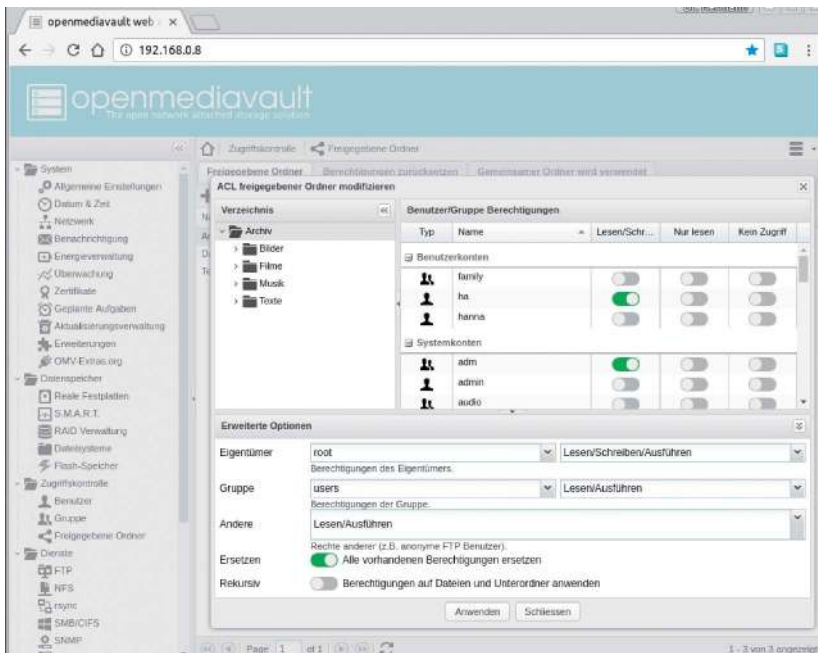 openmediavault web
192.168.0.8
openmediavault
The open network attached storage solution
Zugriffskontrolle
Freigegebene Ordner
System
Allgemeine Einstellungen
Datum & Zeit
Netzwerk
Benachrichtigung
Energieverwaltung
Überwachung
Zertifikate
Geplante Aufgaben
Aktualisierungsverwaltung
Erweiterungen
OMV-Extras.org
Datenspeicher
Reale Festplatten
S.M.A.R.T.
RAID Verwaltung
Dateisysteme
Flash-Speicher
Zugriffskontrolle
Benutzer
Gruppe
Freigegebene Ordner
Dienste
FTP
NFS
rsync
SMB/CIFS
SNMP
Freigegebene Ordner
Berechtigungen zurücksetzen
Gemeinsamer Ordner wird verwendet
ACL freigegebener Ordner modifizieren
Verzeichnis
Archiv
Bilder
Filme
Musik
Texte
Benutzer/Gruppe Berechtigungen
Typ Name Lesen/Schr... Nur lesen Kein Zugriff
Benutzerkonten
family
ha
hanna
Systemkonten
adm
admin
audio
Erweiterte Optionen
Eigentümer root Lesen/Schreiben/Ausführen
Berechtigungen des Eigentümers.
Gruppe users Lesen/Ausführen
Berechtigungen der Gruppe.
Andere Lesen/Ausführen
Rechte anderer (z.B. anonyme FTP Benutzer).
Ersetzen Alle vorhandenen Berechtigungen ersetzen
Rekursiv Berechtigungen auf Dateien und Unterordner anwenden
Anwenden Schliessen
Page 1 of 1
1 - 3 von 3 angezeigt